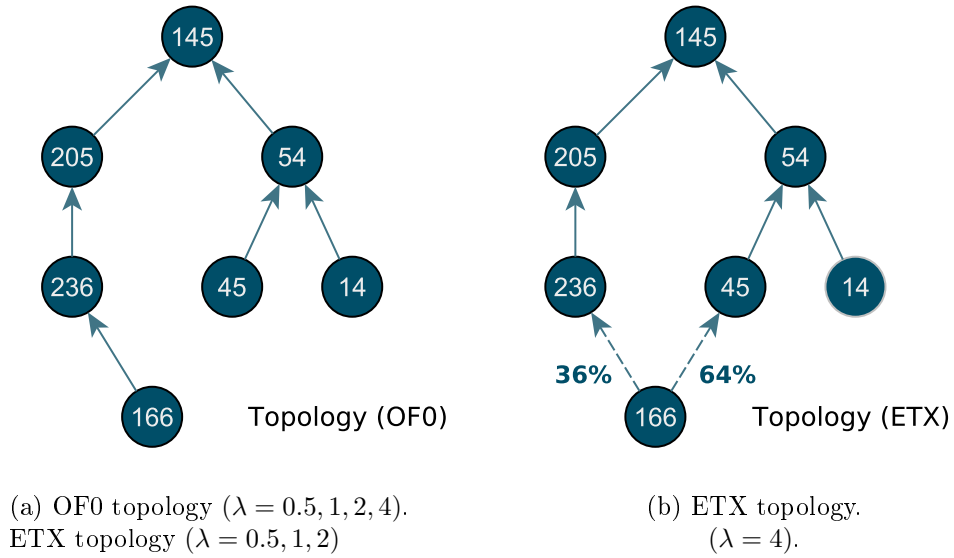 145
205
54
236
45
14
166
Topology (OF0)
145
205
54
236
45
14
36%
64%
166
Topology (ETX)
(a) OF0 topology (λ = 0.5, 1, 2, 4).
ETX topology (λ = 0.5, 1, 2)
(b) ETX topology.
(λ = 4).